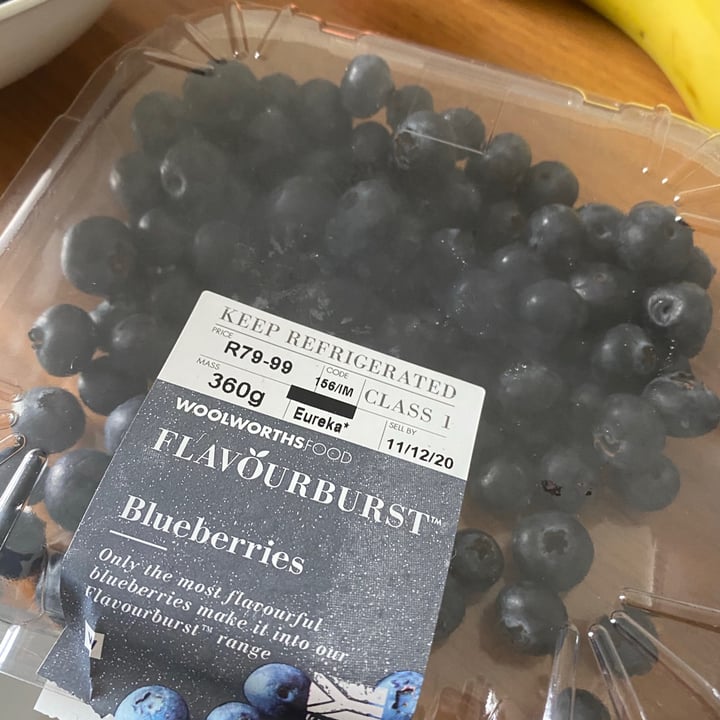 KEEP REFRIGERATED
PRICE
R79-99
CODE
156/IM
CLASS 1
MASS
360g
Eureka*
SELL BY
11/12/20
WOOLWORTHSFOOD
FLAVOURBURST™
Blueberries
Only the most flavourful
blueberries make it into our
Flavourburst™ range
W